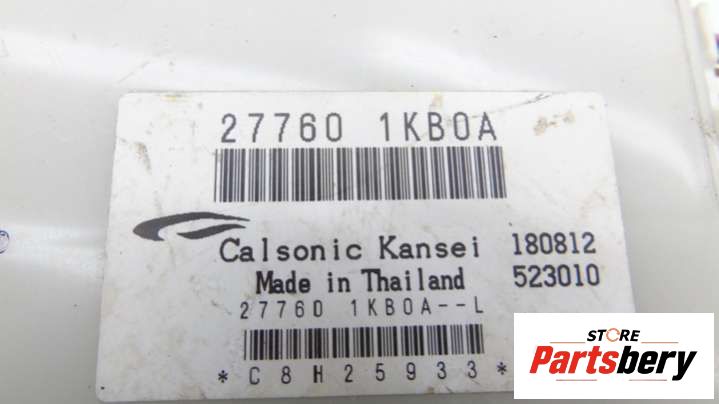 27760 1KB0A
Calsonic Kansei 180812
Made in Thailand 523010
27760 1KB0A--L
*C8H25933*
STORE
Partsbery